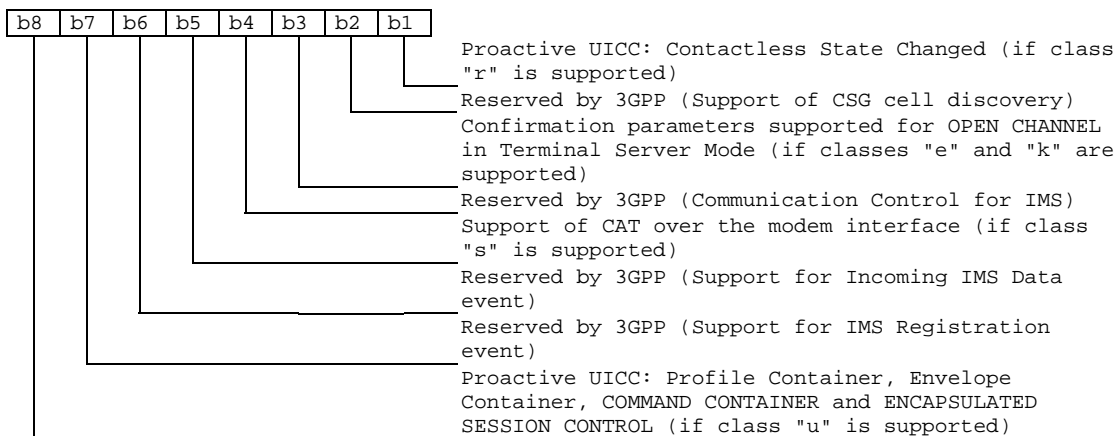 b8 b7 b6 b5 b4 b3 b2 b1
Proactive UICC: Contactless State Changed (if class
"r" is supported)
Reserved by 3GPP (Support of CSG cell discovery)
Confirmation parameters supported for OPEN CHANNEL
in Terminal Server Mode (if classes "e" and "k" are
supported)
Reserved by 3GPP (Communication Control for IMS)
Support of CAT over the modem interface (if class
"s" is supported)
Reserved by 3GPP (Support for Incoming IMS Data
event)
Reserved by 3GPP (Support for IMS Registration
event)
Proactive UICC: Profile Container, Envelope
Container, COMMAND CONTAINER and ENCAPSULATED
SESSION CONTROL (if class "u" is supported)